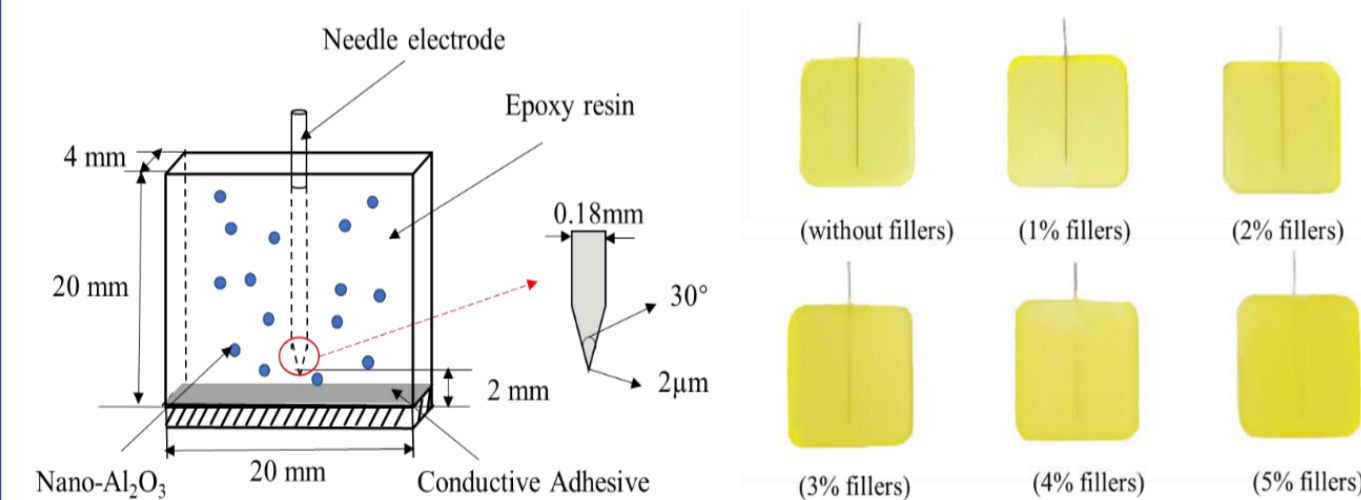 Needle electrode
Epoxy resin
4 mm
0.18mm
20 mm
30°
2 mm
2μm
Nano-Al₂O₃
20 mm
Conductive Adhesive
(without fillers)
(1% fillers)
(2% fillers)
(3% fillers)
(4% fillers)
(5% fillers)